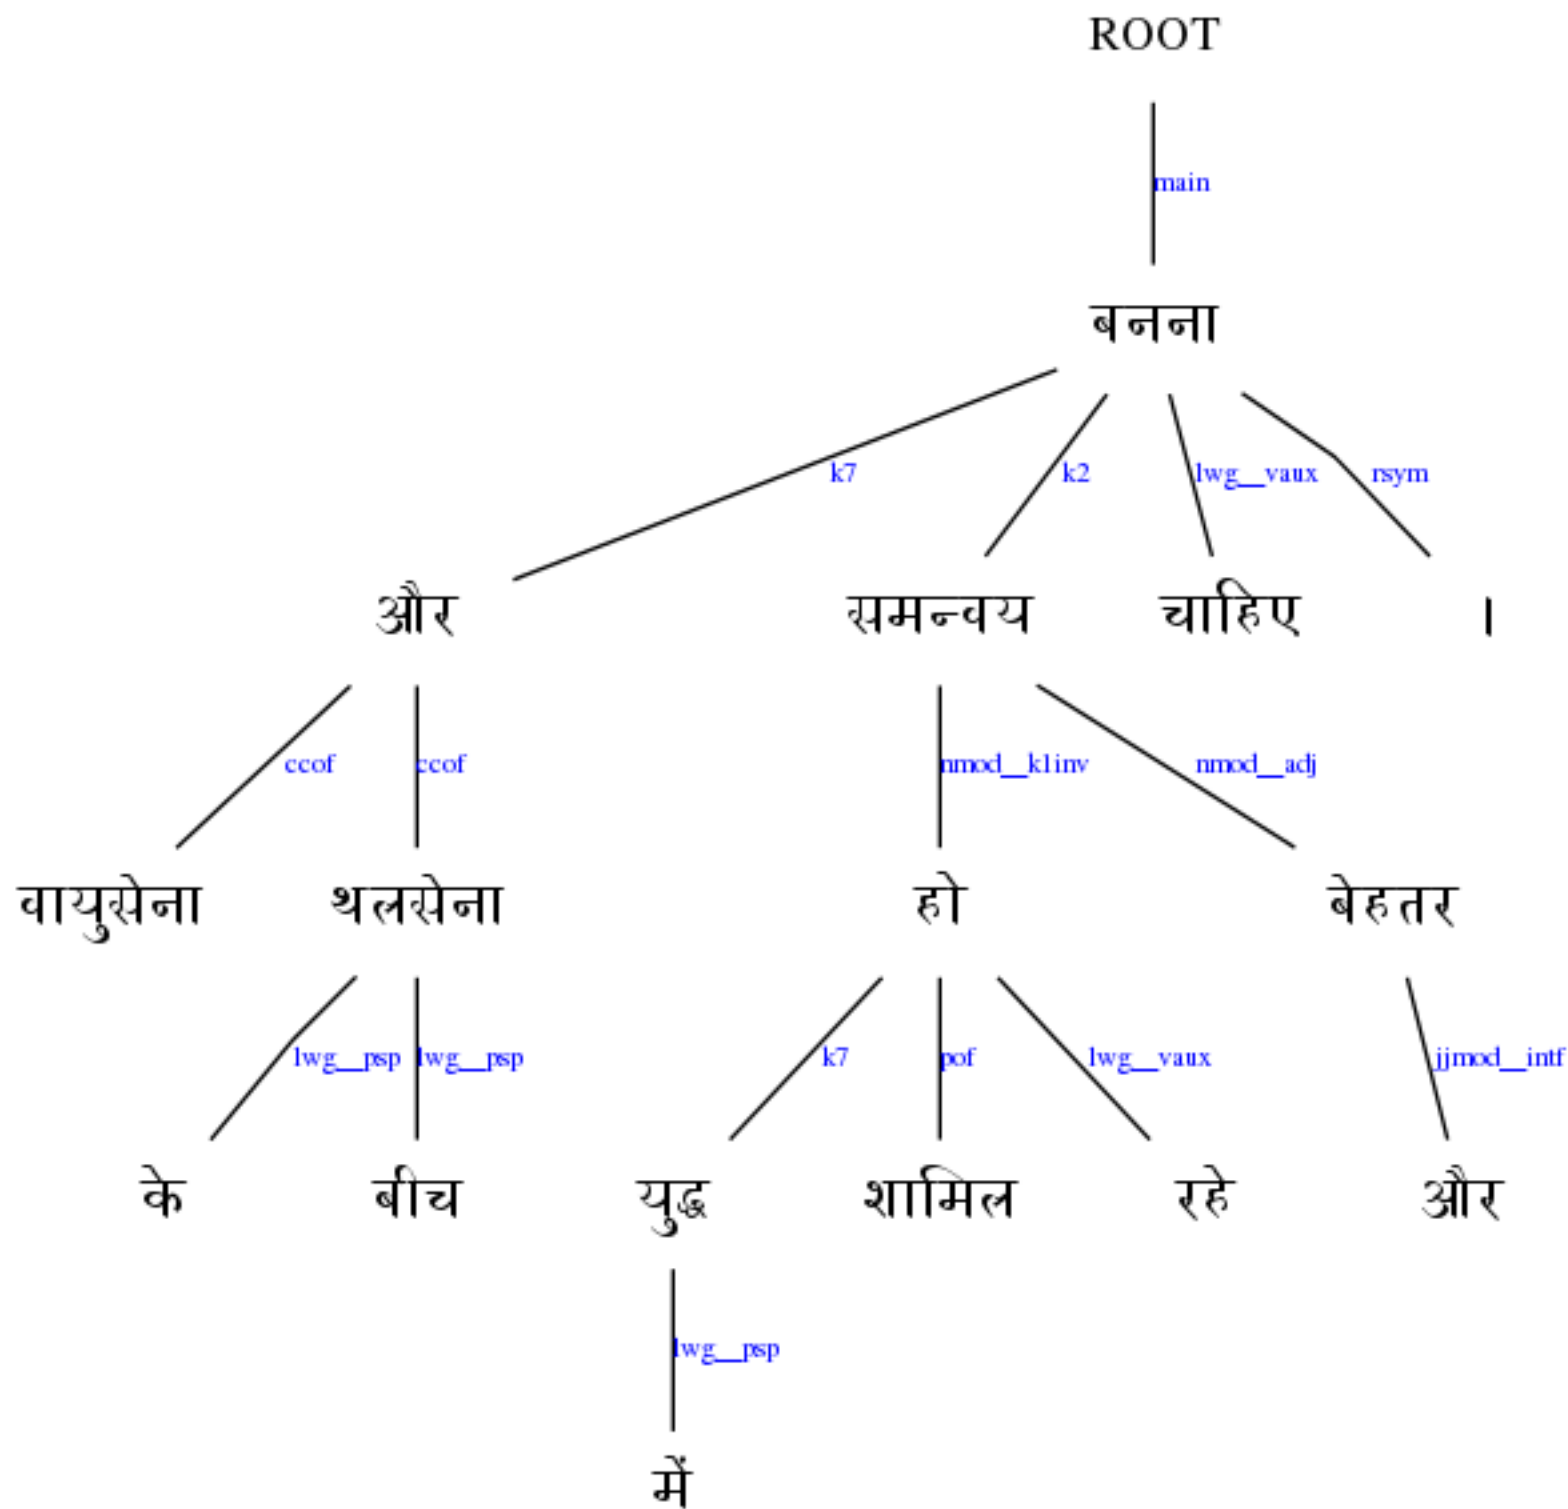 ROOT
main
बनना
k7 k2 lwg__vaux rsym
और समन्वय चाहिए ।
ccof ccof nmod__k1inv nmod__adj
वायुसेना थलसेना हो बेहतर
lwg__psp lwg__psp k7 pof lwg__vaux jjmod__intf
के बीच युद्ध शामिल रहे और
lwg__psp
में